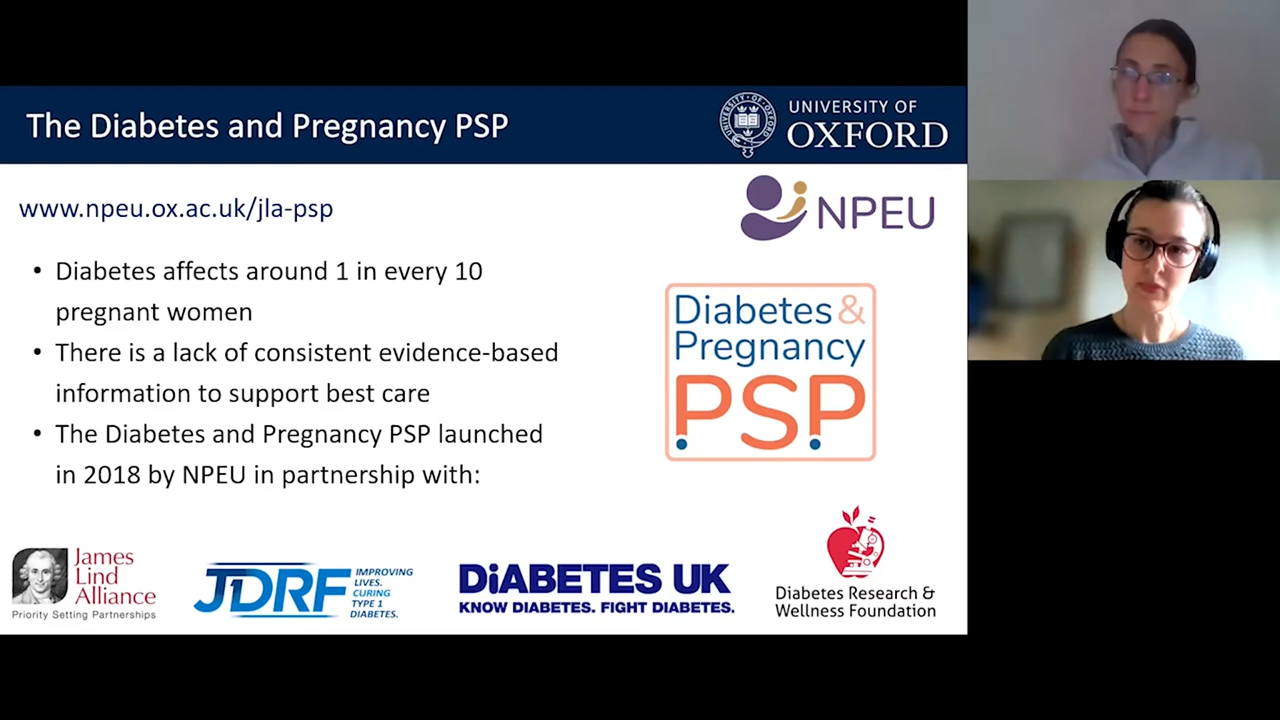 The Diabetes and Pregnancy PSP
UNIVERSITY OF
OXFORD
www.npeu.ox.ac.uk/jla-psp
NPEU
• Diabetes affects around 1 in every 10
pregnant women
• There is a lack of consistent evidence-based
information to support best care
• The Diabetes and Pregnancy PSP launched
in 2018 by NPEU in partnership with:
Diabetes &
Pregnancy
PSP
James
Lind
Alliance
Priority Setting Partnerships
JDRF
IMPROVING
LIVES.
CURING
TYPE 1
DIABETES.
DiABETES UK
KNOW DIABETES. FIGHT DIABETES.
Diabetes Research &
Wellness Foundation